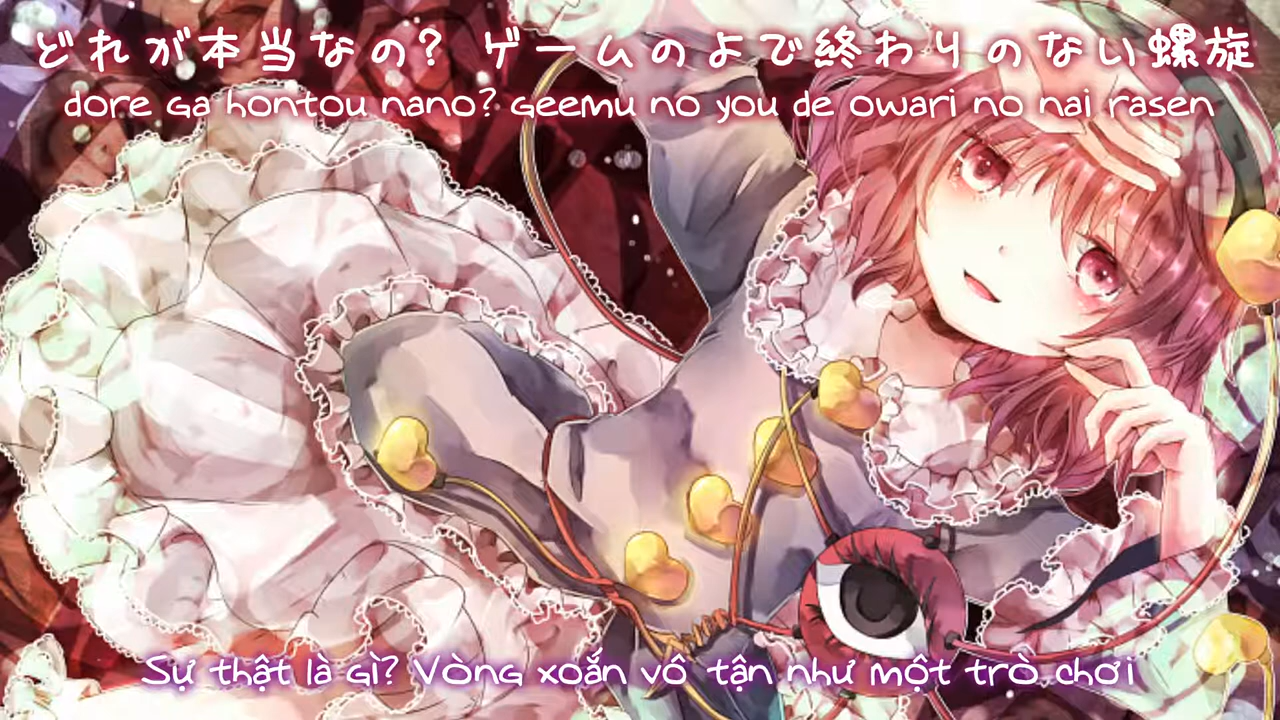 どれが本当なの? ゲームのよで終わりのない螺旋
dore ga hontou nano? Geemu no you de owari no nai rasen
Sự thật là gì? Vòng xoắn vô tận như một trò chơi